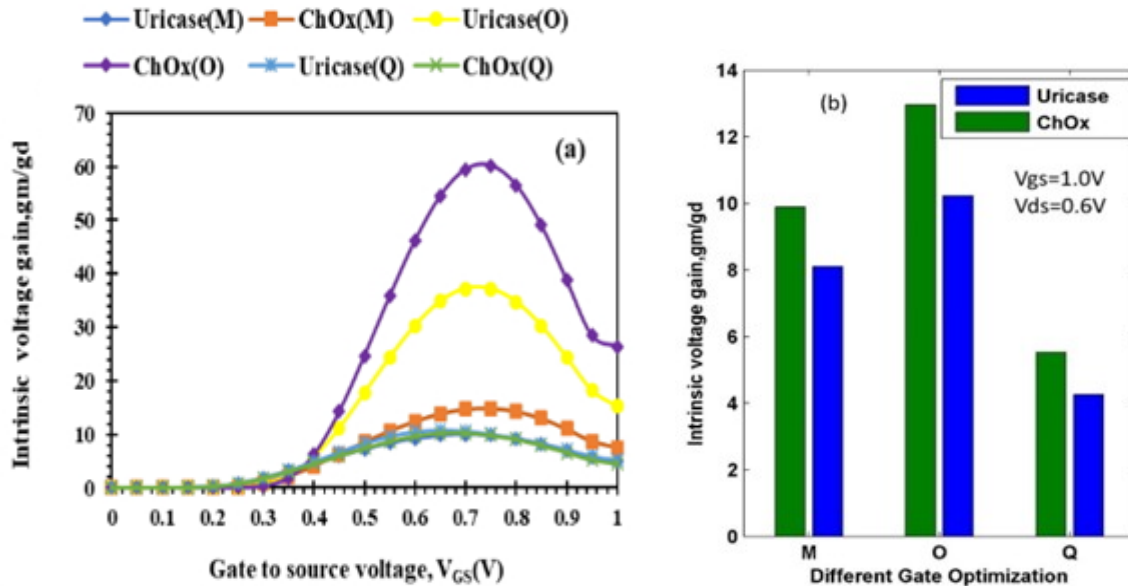 Uricase(M) ChOx(M) Uricase(O)
ChOx(O) Uricase(Q) ChOx(Q)
(a)
Intrinsic voltage gain,gm/gd
70
60
50
40
30
20
10
0
0 0.1 0.2 0.3 0.4 0.5 0.6 0.7 0.8 0.9 1
Gate to source voltage, VGS(V)
(b)
Uricase
ChOx
Vgs=1.0V
Vds=0.6V
Intrinsic voltage gain,gm/gd
14
12
10
8
6
4
2
0
M O Q
Different Gate Optimization